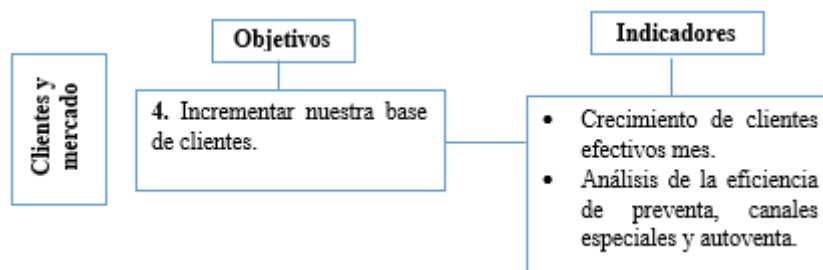 Objetivos
Indicadores
Clientes y
mercado
4. Incrementar nuestra base
de clientes.
• Crecimiento de clientes
efectivos mes.
• Análisis de la eficiencia
de preventa, canales
especiales y autoventa.